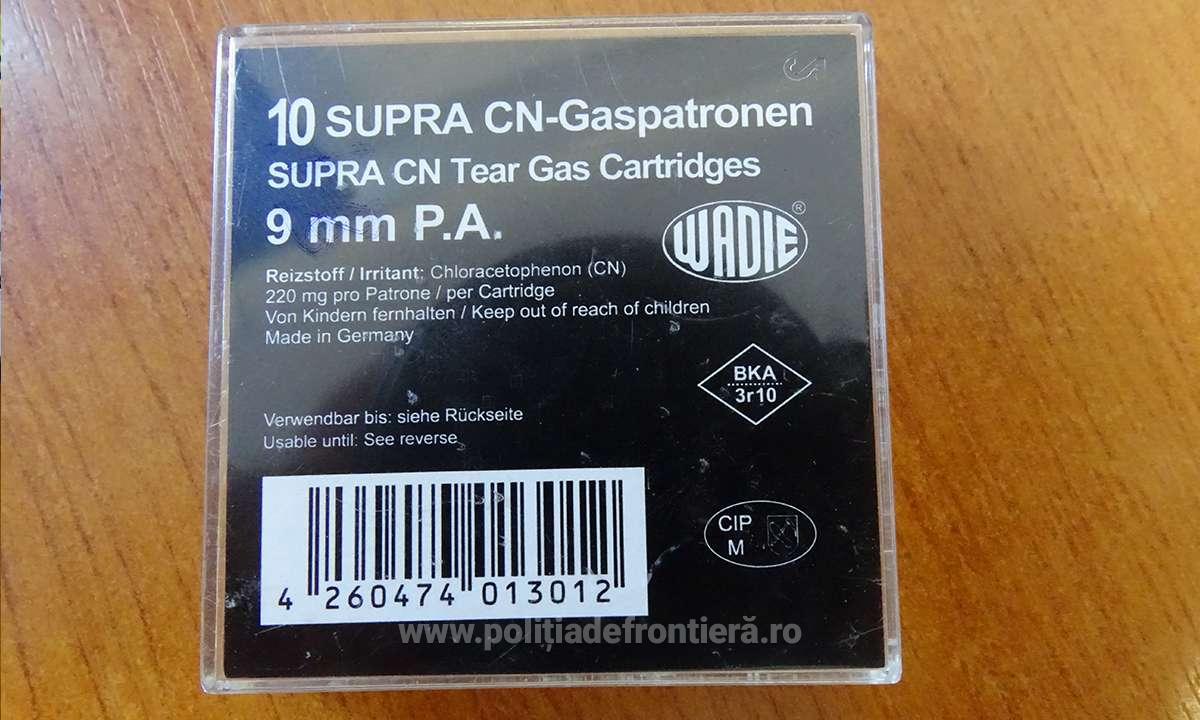 10 SUPRA CN-Gaspatronen
SUPRA CN Tear Gas Cartridges
9 mm P.A.
WADIE ®
Reizstoff / Irritant: Chloracetophenon (CN)
220 mg pro Patrone / per Cartridge
Von Kindern fernhalten / Keep out of reach of children
Made in Germany
BKA
3r10
Verwendbar bis: siehe Rückseite
Usable until: See reverse
CIP
M
4 260474 013012
www.polițiadefrontieră.ro